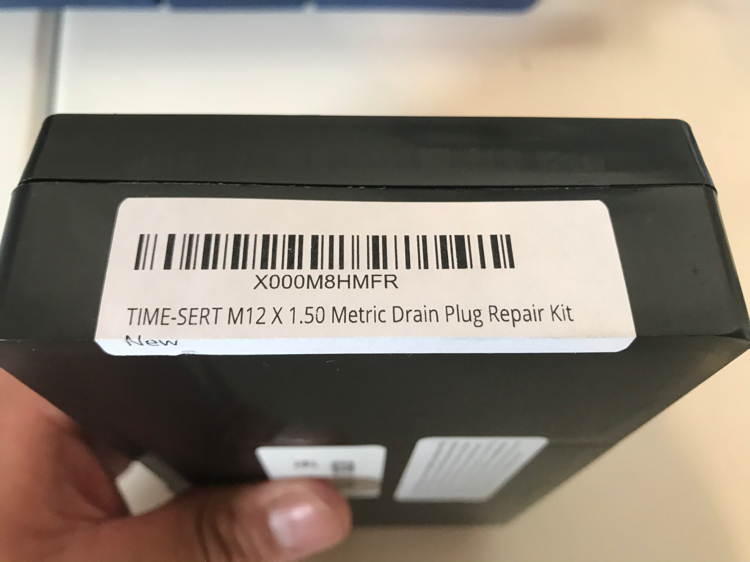 X000M8HMFR
TIME-SERT M12 X 1.50 Metric Drain Plug Repair Kit
New